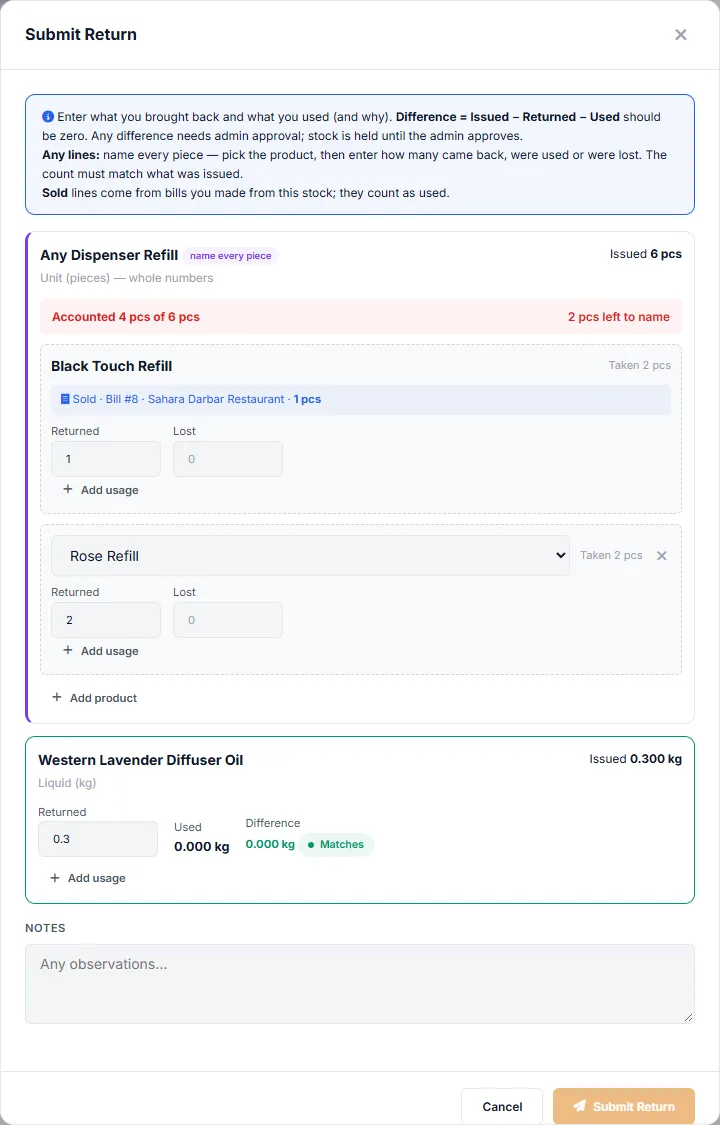 Submit Return
Enter what you brought back and what you used (and why). Difference = Issued − Returned − Used should
be zero. Any difference needs admin approval; stock is held until the admin approves.
Any lines: name every piece — pick the product, then enter how many came back, were used or were lost. The
count must match what was issued.
Sold lines come from bills you made from this stock; they count as used.
Any Dispenser Refill name every piece Issued 6 pcs
Unit (pieces) — whole numbers
Accounted 4 pcs of 6 pcs 2 pcs left to name
Black Touch Refill Taken 2 pcs
Sold · Bill #8 · Sahara Darbar Restaurant · 1 pcs
Returned Lost
1 0
+ Add usage
Rose Refill Taken 2 pcs
Returned Lost
2 0
+ Add usage
+ Add product
Western Lavender Diffuser Oil Issued 0.300 kg
Liquid (kg)
Returned Used Difference
0.3 0.000 kg 0.000 kg Matches
+ Add usage
NOTES
Any observations...
Cancel Submit Return